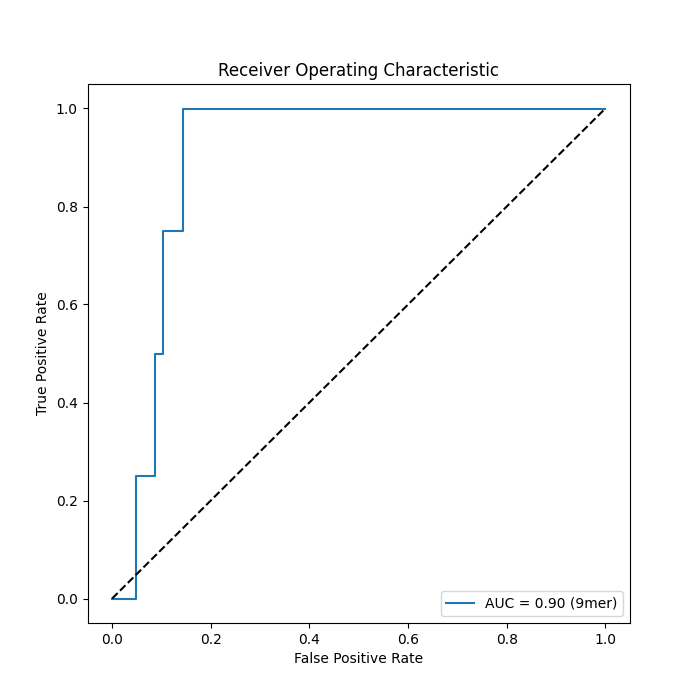 Receiver Operating Characteristic
True Positive Rate
1.0
0.8
0.6
0.4
0.2
0.0
AUC = 0.90 (9mer)
0.0 0.2 0.4 0.6 0.8 1.0
False Positive Rate